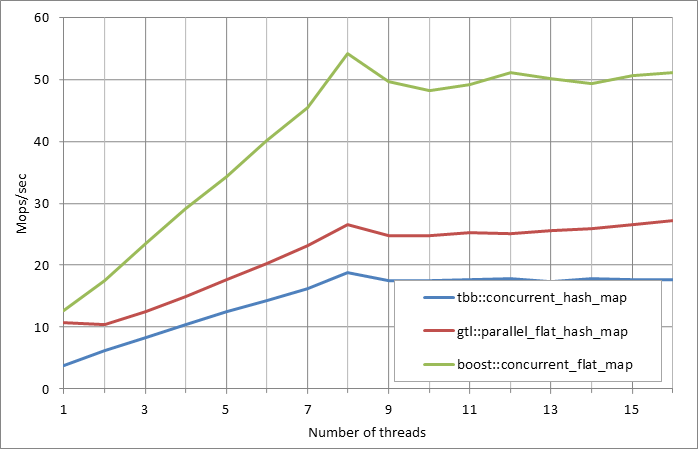 60
50
40
30
20
10
0
Mops/sec
tbb::concurrent_hash_map
gtl::parallel_flat_hash_map
boost::concurrent_flat_map
1 3 5 7 9 11 13 15
Number of threads